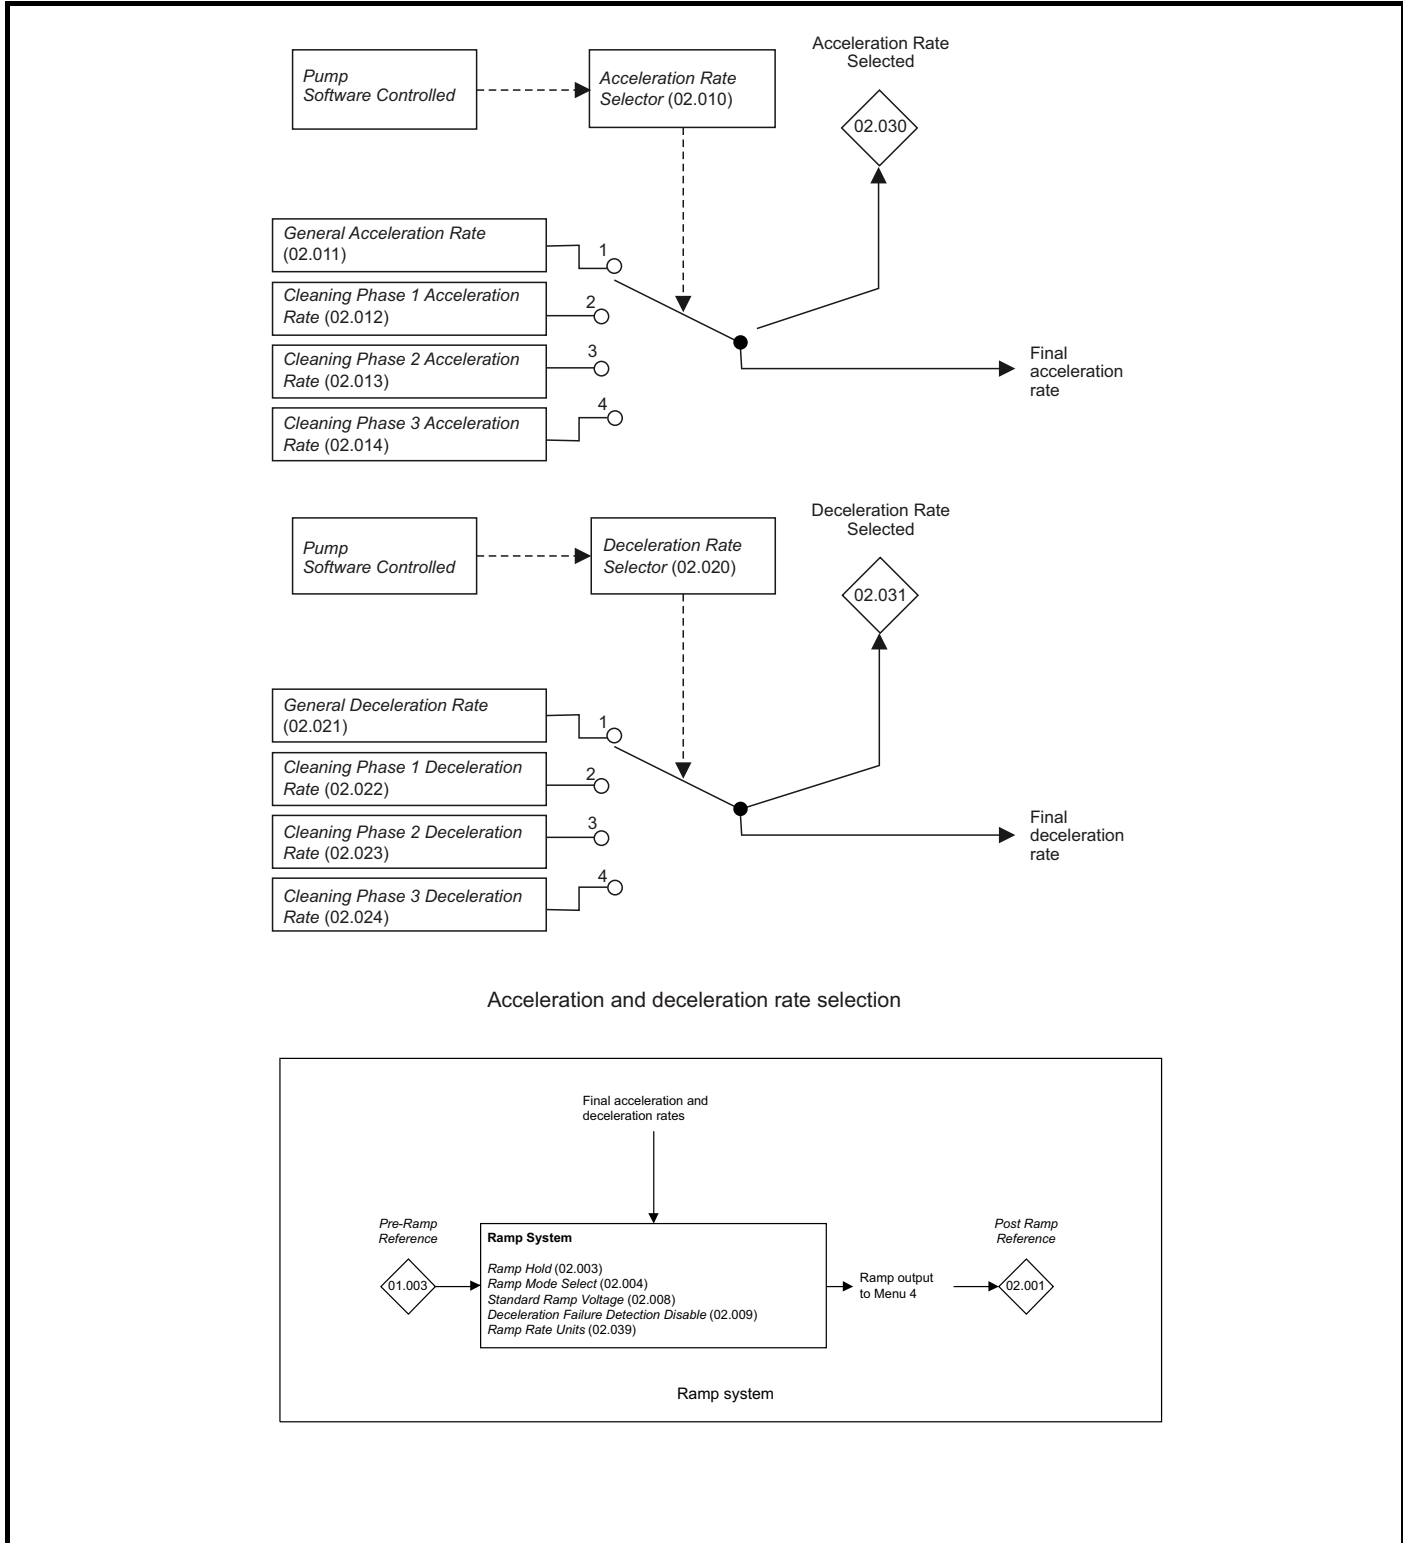 Acceleration Rate
Selected
Pump
Software Controlled
Acceleration Rate
Selector (02.010)
02.030
General Acceleration Rate
(02.011)
1
Cleaning Phase 1 Acceleration
Rate (02.012)
2
Cleaning Phase 2 Acceleration
Rate (02.013)
3
Cleaning Phase 3 Acceleration
Rate (02.014)
4
Final
acceleration
rate
Deceleration Rate
Selected
Pump
Software Controlled
Deceleration Rate
Selector (02.020)
02.031
General Deceleration Rate
(02.021)
1
Cleaning Phase 1 Deceleration
Rate (02.022)
2
Cleaning Phase 2 Deceleration
Rate (02.023)
3
Cleaning Phase 3 Deceleration
Rate (02.024)
4
Final
deceleration
rate
Acceleration and deceleration rate selection
Final acceleration and
deceleration rates
Pre-Ramp
Reference
01.003
Ramp System
Ramp Hold (02.003)
Ramp Mode Select (02.004)
Standard Ramp Voltage (02.008)
Deceleration Failure Detection Disable (02.009)
Ramp Rate Units (02.039)
Ramp output
to Menu 4
Post Ramp
Reference
02.001
Ramp system